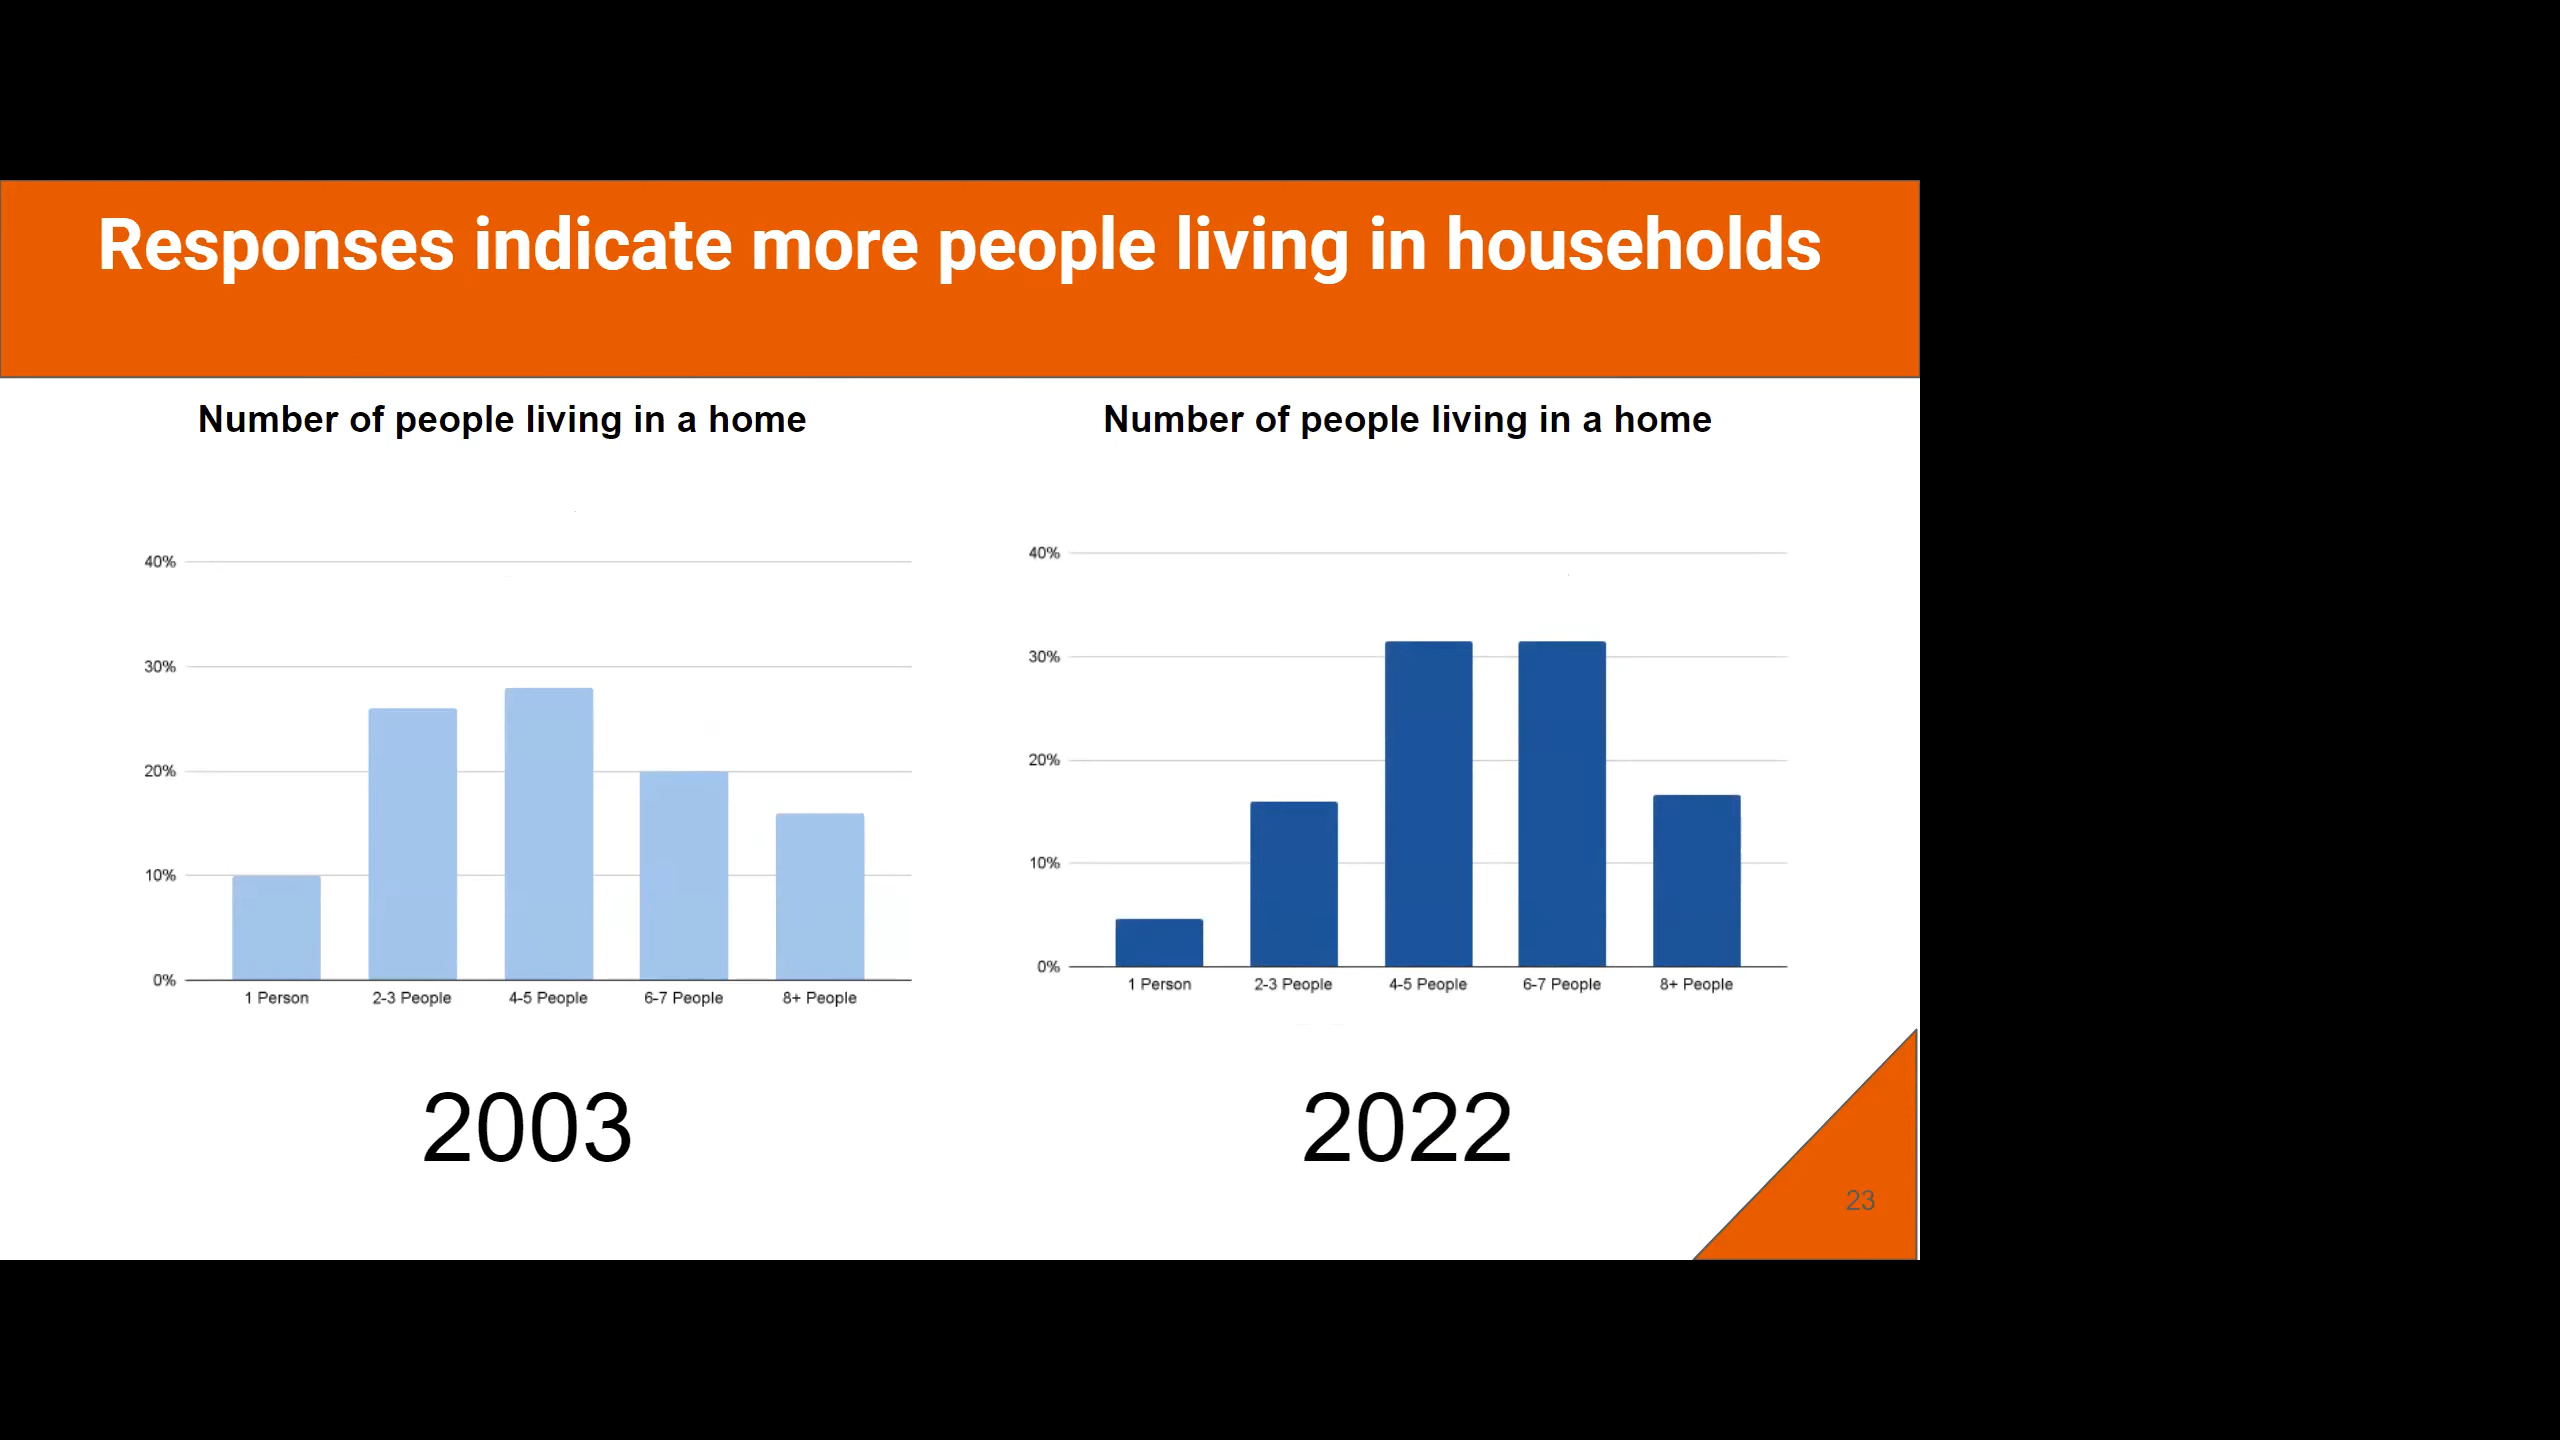 Responses indicate more people living in households
Number of people living in a home
40%
30%
20%
10%
0%
1 Person 2-3 People 4-5 People 6-7 People 8+ People
2003
Number of people living in a home
40%
30%
20%
10%
0%
1 Person 2-3 People 4-5 People 6-7 People 8+ People
2022
23